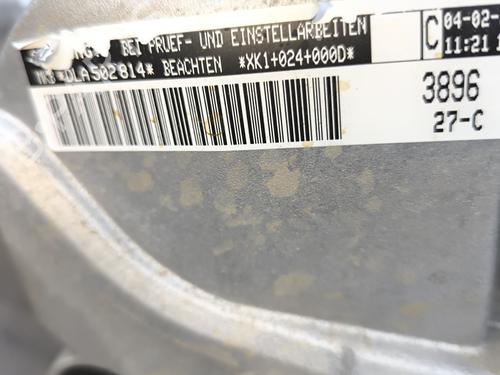 BEI PRUEF- UND EINSTELLARBEITEN
BEACHTEN *XK1+024+000D*
C
04-02-
11:21
3896
27-C